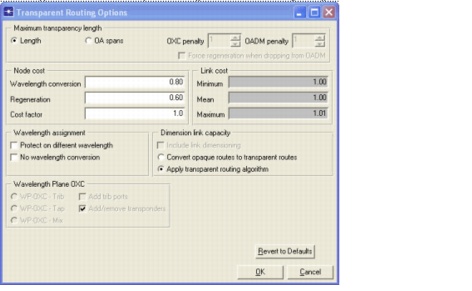 Transparent Routing Options
Maximum transparency length
Length OA spans OXC penalty 1 OADM penalty 1
Force regeneration when dropping from OADM
Node cost Link cost
Wavelength conversion 0.80 Minimum 1.00
Regeneration 0.60 Mean 1.00
Cost factor 1.0 Maximum 1.01
Wavelength assignment Dimension link capacity
Protect on different wavelength Include link dimensioning
No wavelength conversion Convert opaque routes to transparent routes
Apply transparent routing algorithm
Wavelength Plane OXC
WP-OXC - Trib Add trib ports
WP-OXC - Tap Add/remove transponders
WP-OXC - Mix
Revert to Defaults
OK Cancel